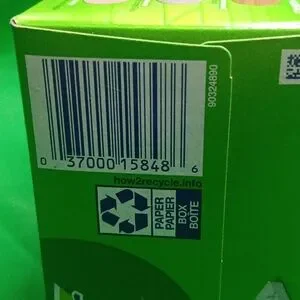 0 37000 15848 6
90324890
how2recycle.info
PAPER
PAPIER
BOX
BOÎTE